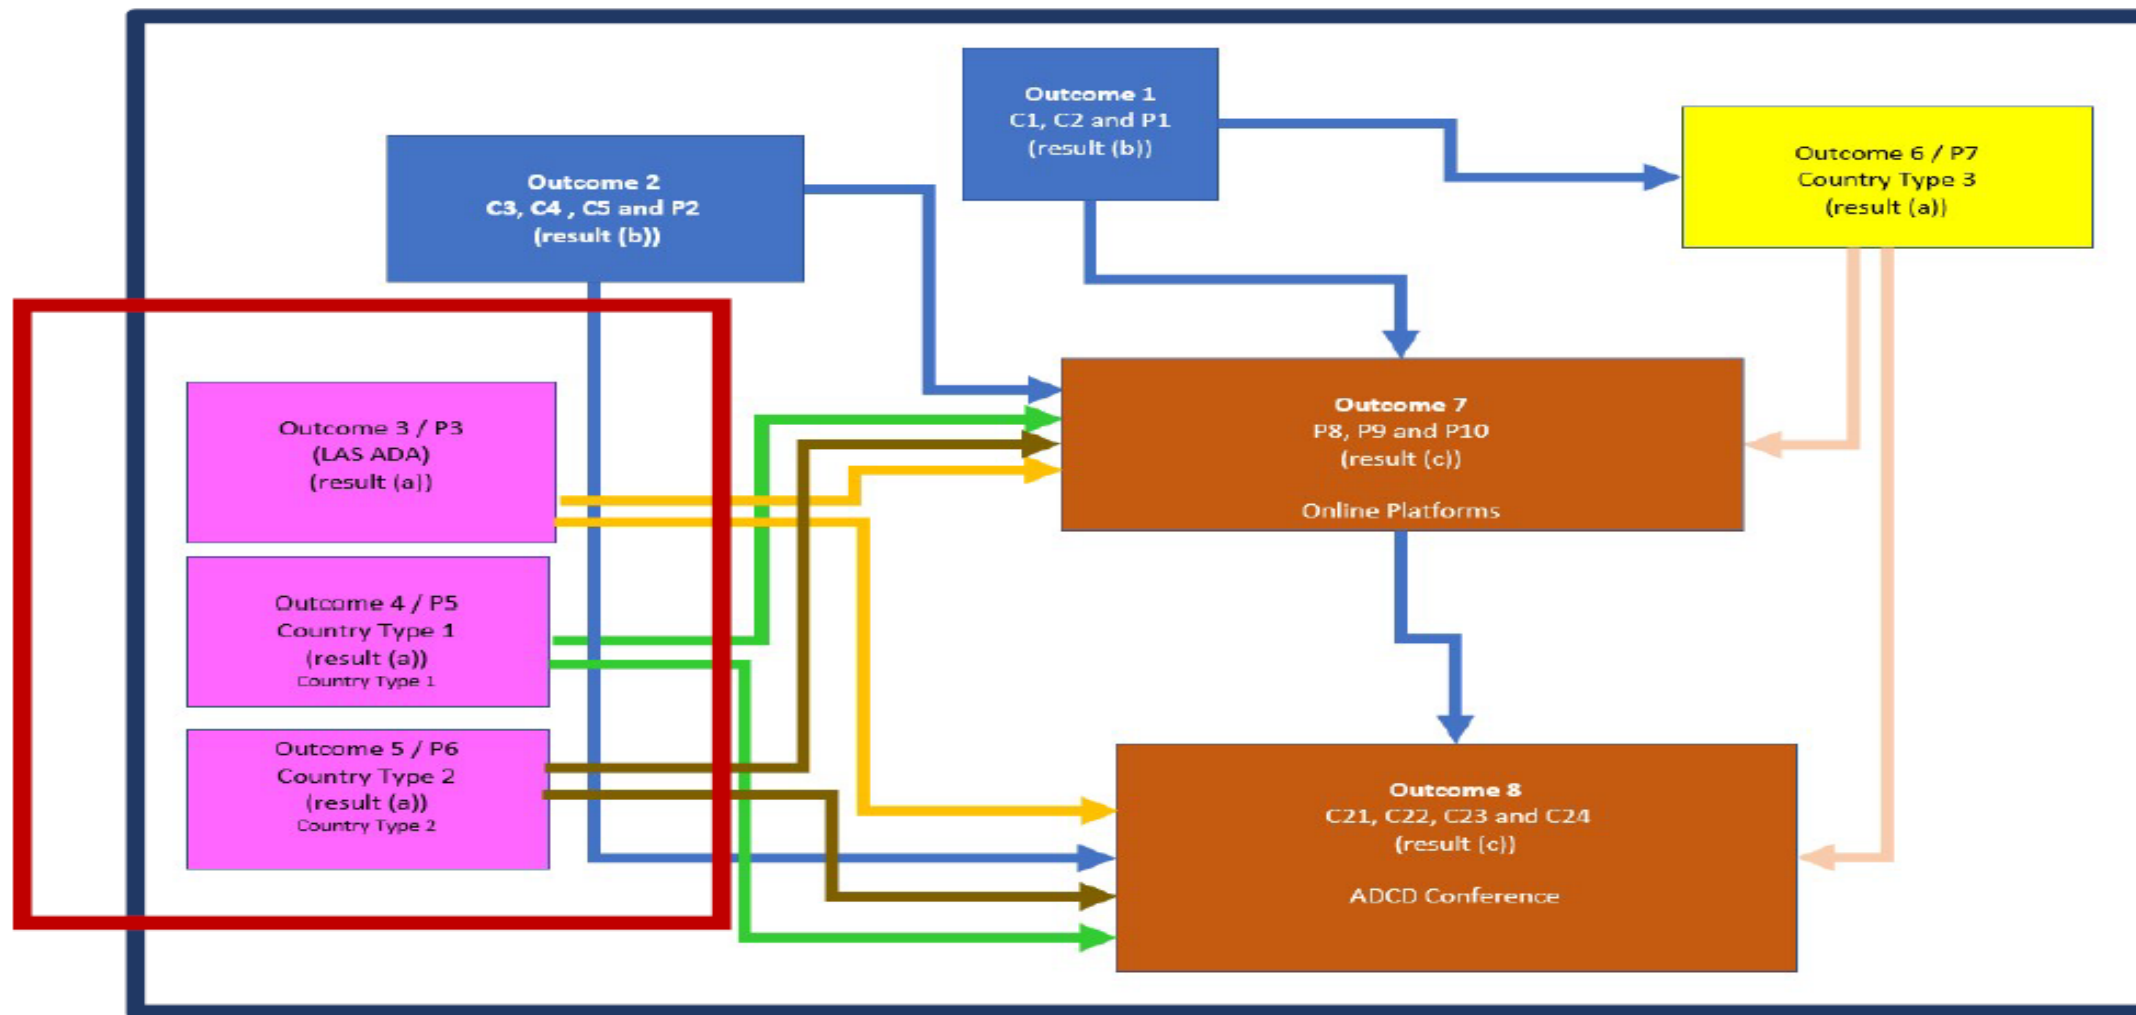 Outcome 1
C1, C2 and P1
(result (b))
Outcome 2
C3, C4 , C5 and P2
(result (b))
Outcome 6 / P7
Country Type 3
(result (a))
Outcome 3 / P3
(LAS ADA)
(result (a))
Outcome 4 / P5
Country Type 1
(result (a))
Country Type 1
Outcome 5 / P6
Country Type 2
(result (a))
Country Type 2
Outcome 7
P8, P9 and P10
(result (c))
Online Platforms
Outcome 8
C21, C22, C23 and C24
(result (c))
ADCD Conference